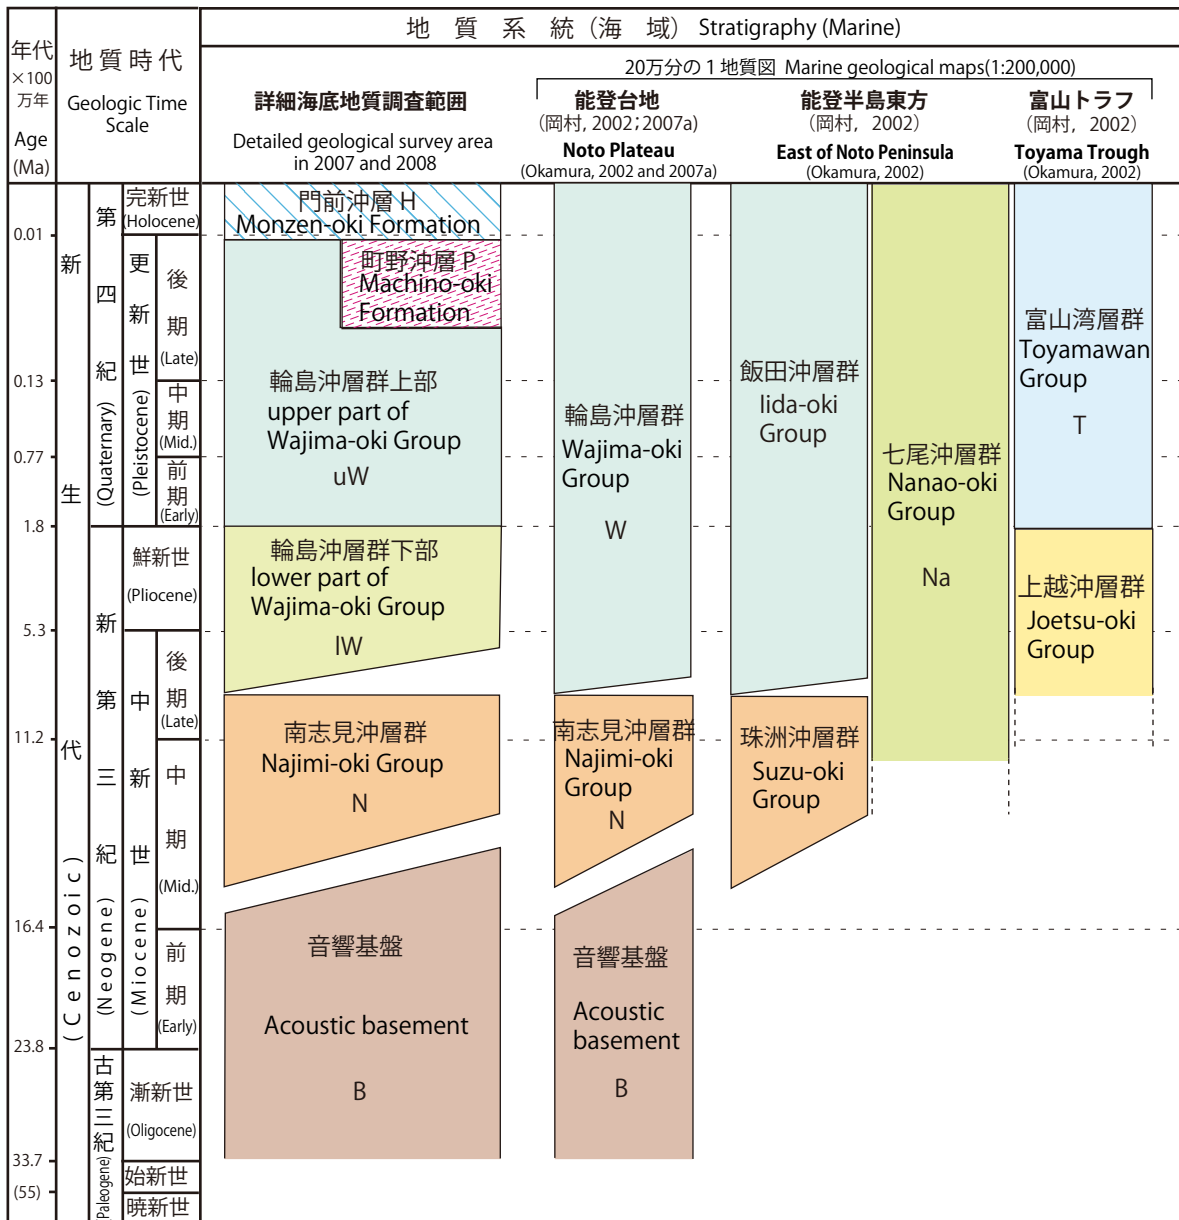 地 質 系 統（海 域） Stratigraphy (Marine)
年代
×100
万年
Age
(Ma)
地 質 時 代
Geologic Time
Scale
詳細海底地質調査範囲
Detailed geological survey area
in 2007 and 2008
20万分の１地質図 Marine geological maps(1:200,000)
能登台地
（岡村, 2002；2007a）
Noto Plateau
(Okamura, 2002 and 2007a)
能登半島東方
（岡村, 2002）
East of Noto Peninsula
(Okamura, 2002)
富山トラフ
（岡村, 2002）
Toyama Trough
(Okamura, 2002)
0.01
0.13
0.77
1.8
5.3
11.2
16.4
23.8
33.7
(55)
新 生 代 (Cenozoic)
第 四 紀 (Quaternary)
新 第 三 紀 (Neogene)
古第三紀 (Paleogene)
完新世
(Holocene)
更 新 世 (Pleistocene)
後 期
(Late)
中 期
(Mid.)
前 期
(Early)
鮮新世
(Pliocene)
中 新 世 (Miocene)
後 期
(Late)
中 期
(Mid.)
前 期
(Early)
漸新世
(Oligocene)
始新世
暁新世
門前沖層 H
Monzen-oki Formation
町野沖層 P
Machino-oki
Formation
輪島沖層群上部
upper part of
Wajima-oki Group
uW
輪島沖層群下部
lower part of
Wajima-oki Group
lW
南志見沖層群
Najimi-oki Group
N
音響基盤
Acoustic basement
B
輪島沖層群
Wajima-oki
Group
W
南志見沖層群
Najimi-oki
Group
N
音響基盤
Acoustic
basement
B
飯田沖層群
Iida-oki
Group
珠洲沖層群
Suzu-oki
Group
七尾沖層群
Nanao-oki
Group
Na
富山湾層群
Toyamawan
Group
T
上越沖層群
Joetsu-oki
Group